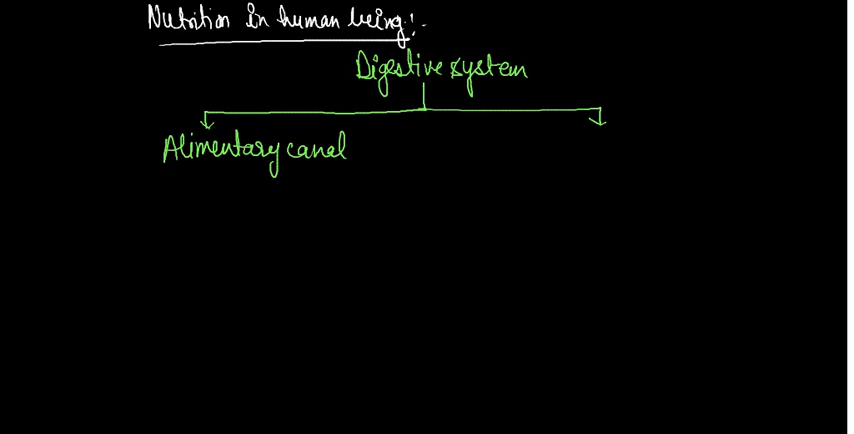 Nutrition in human being:-
Digestive system
Alimentary canal